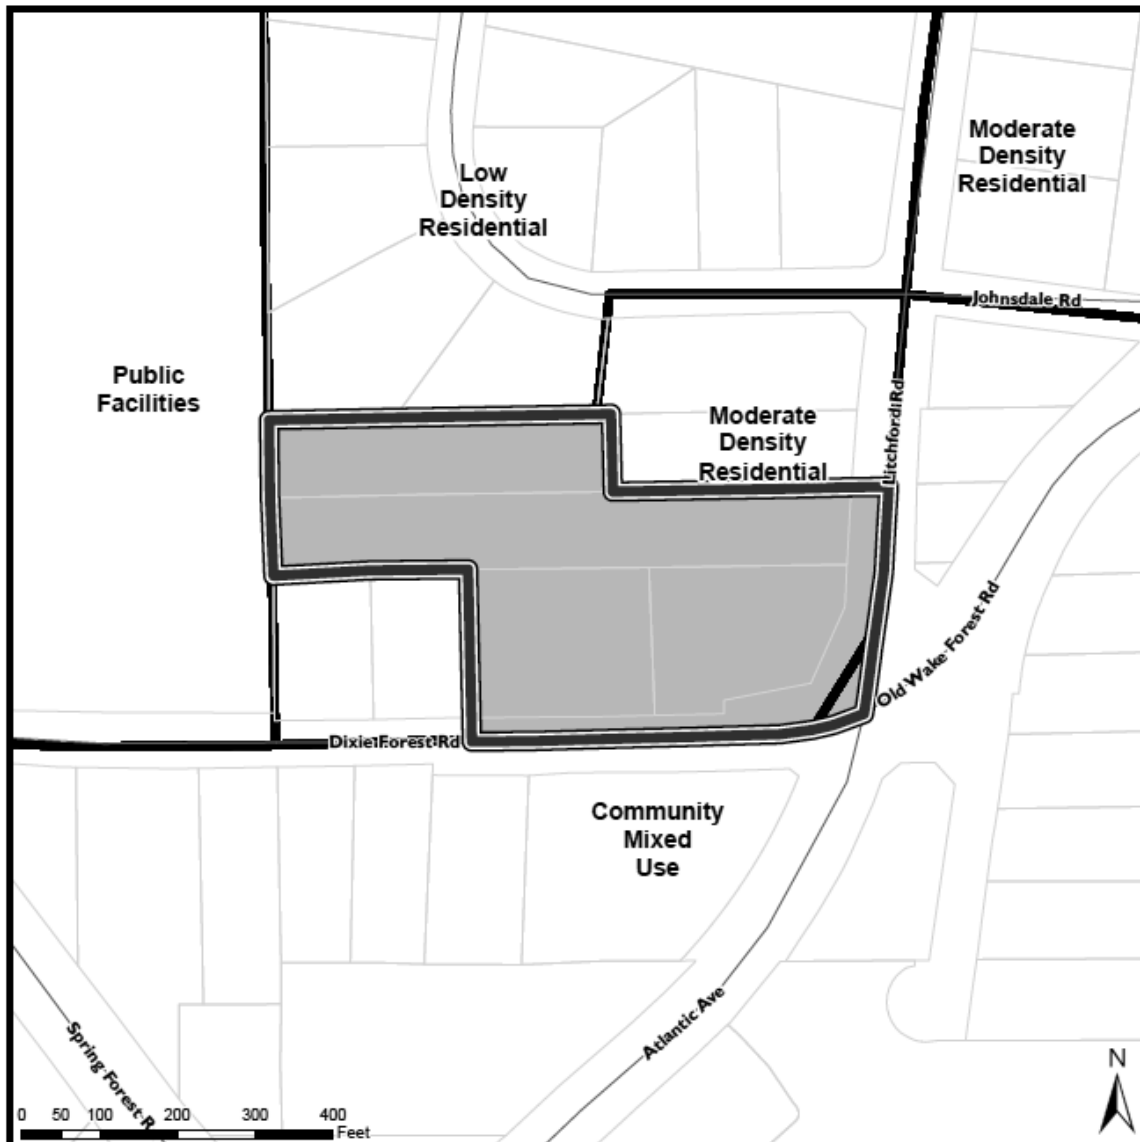 Moderate
Density
Residential
Low
Density
Residential
Johnsdale Rd
Public
Facilities
Litchford Rd
Moderate
Density
Residential
Old Wake Forest Rd
Dixie Forest Rd
Community
Mixed
Use
Atlantic Ave
Spring Forest R
N
0 50 100 200 300 400
Feet